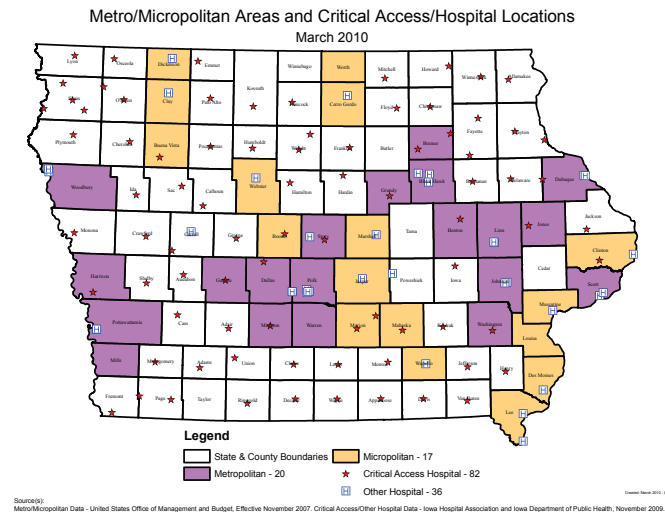 Metro/Micropolitan Areas and Critical Access/Hospital Locations
March 2010
Lyon Osceola Dickinson Emmet Winnebago Worth Mitchell Howard Winneshiek Allamakee
Kossuth
Sioux O'Brien Clay Palo Alto Hancock Cerro Gordo Floyd Chickasaw
Fayette Clayton
Plymouth Cherokee Buena Vista Pocahontas Humboldt Wright Franklin Butler Bremer
Woodbury Ida Sac Calhoun Webster Hamilton Hardin Grundy Black Hawk Buchanan Delaware Dubuque
Jackson
Monona Crawford Carroll Greene Boone Story Marshall Tama Benton Linn Jones
Clinton
Cedar
Harrison Shelby Audubon Guthrie Dallas Polk Jasper Poweshiek Iowa Johnson Scott
Muscatine
Pottawattamie Cass Adair Madison Warren Marion Mahaska Keokuk Washington
Louisa
Mills Montgomery Adams Union Clarke Lucas Monroe Wapello Jefferson Henry
Des Moines
Fremont Page Taylor Ringgold Decatur Wayne Appanoose Davis Van Buren
Lee
Legend
State & County Boundaries
Metropolitan - 20
Micropolitan - 17
Critical Access Hospital - 82
Other Hospital - 36
Source(s):
Metro/Micropolitan Data - United States Office of Management and Budget, Effective November 2007. Critical Access/Other Hospital Data - Iowa Hospital Association and Iowa Department of Public Health, November 2009.
Created March 2010